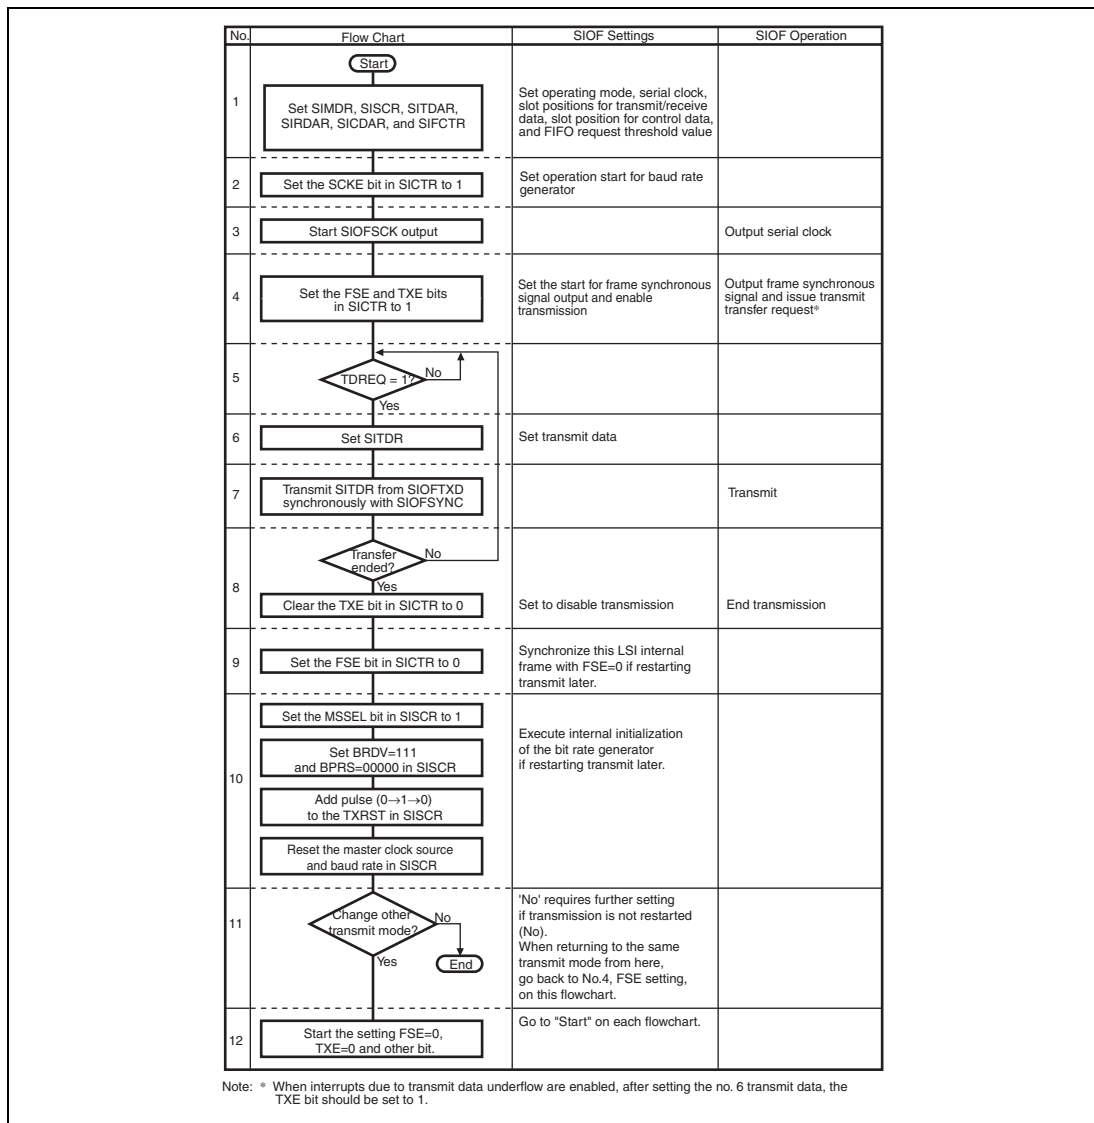 No.
Flow Chart
SIOF Settings
SIOF Operation
Start
1
Set SIMDR, SISCR, SITDAR,
SIRDAR, SICDAR, and SIFCTR
Set operating mode, serial clock,
slot positions for transmit/receive
data, slot position for control data,
and FIFO request threshold value
2
Set the SCKE bit in SICTR to 1
Set operation start for baud rate
generator
3
Start SIOFSCK output
Output serial clock
4
Set the FSE and TXE bits
in SICTR to 1
Set the start for frame synchronous
signal output and enable
transmission
Output frame synchronous
signal and issue transmit
transfer request*
5
TDREQ = 1?
No
Yes
6
Set SITDR
Set transmit data
7
Transmit SITDR from SIOFTXD
synchronously with SIOFSYNC
Transmit
8
Transfer
ended?
No
Yes
Clear the TXE bit in SICTR to 0
Set to disable transmission
End transmission
9
Set the FSE bit in SICTR to 0
Synchronize this LSI internal
frame with FSE=0 if restarting
transmit later.
10
Set the MSSEL bit in SISCR to 1
Set BRDV=111
and BPRS=00000 in SISCR
Add pulse (0→1→0)
to the TXRST in SISCR
Reset the master clock source
and baud rate in SISCR
Execute internal initialization
of the bit rate generator
if restarting transmit later.
11
Change other
transmit mode?
No
Yes
End
'No' requires further setting
if transmission is not restarted
(No).
When returning to the same
transmit mode from here,
go back to No.4, FSE setting,
on this flowchart.
12
Start the setting FSE=0,
TXE=0 and other bit.
Go to "Start" on each flowchart.
Note: * When interrupts due to transmit data underflow are enabled, after setting the no. 6 transmit data, the
TXE bit should be set to 1.